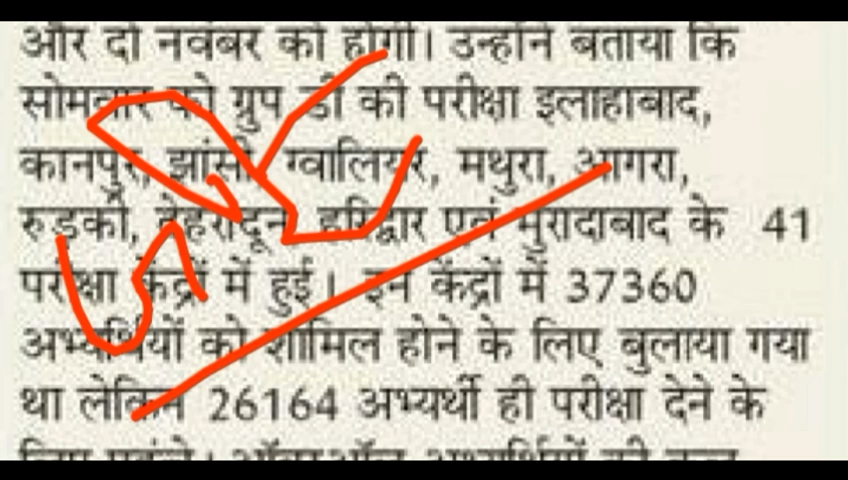 और दो नवंबर को होगी। उन्होंने बताया कि
सोमवार को ग्रुप डी की परीक्षा इलाहाबाद,
कानपुर, झांसी, ग्वालियर, मथुरा, आगरा,
रुड़की, देहरादून, हरिद्वार एवं मुरादाबाद के 41
परीक्षा केंद्रों में हुई। इन केंद्रों में 37360
अभ्यर्थियों को शामिल होने के लिए बुलाया गया
था लेकिन 26164 अभ्यर्थी ही परीक्षा देने के